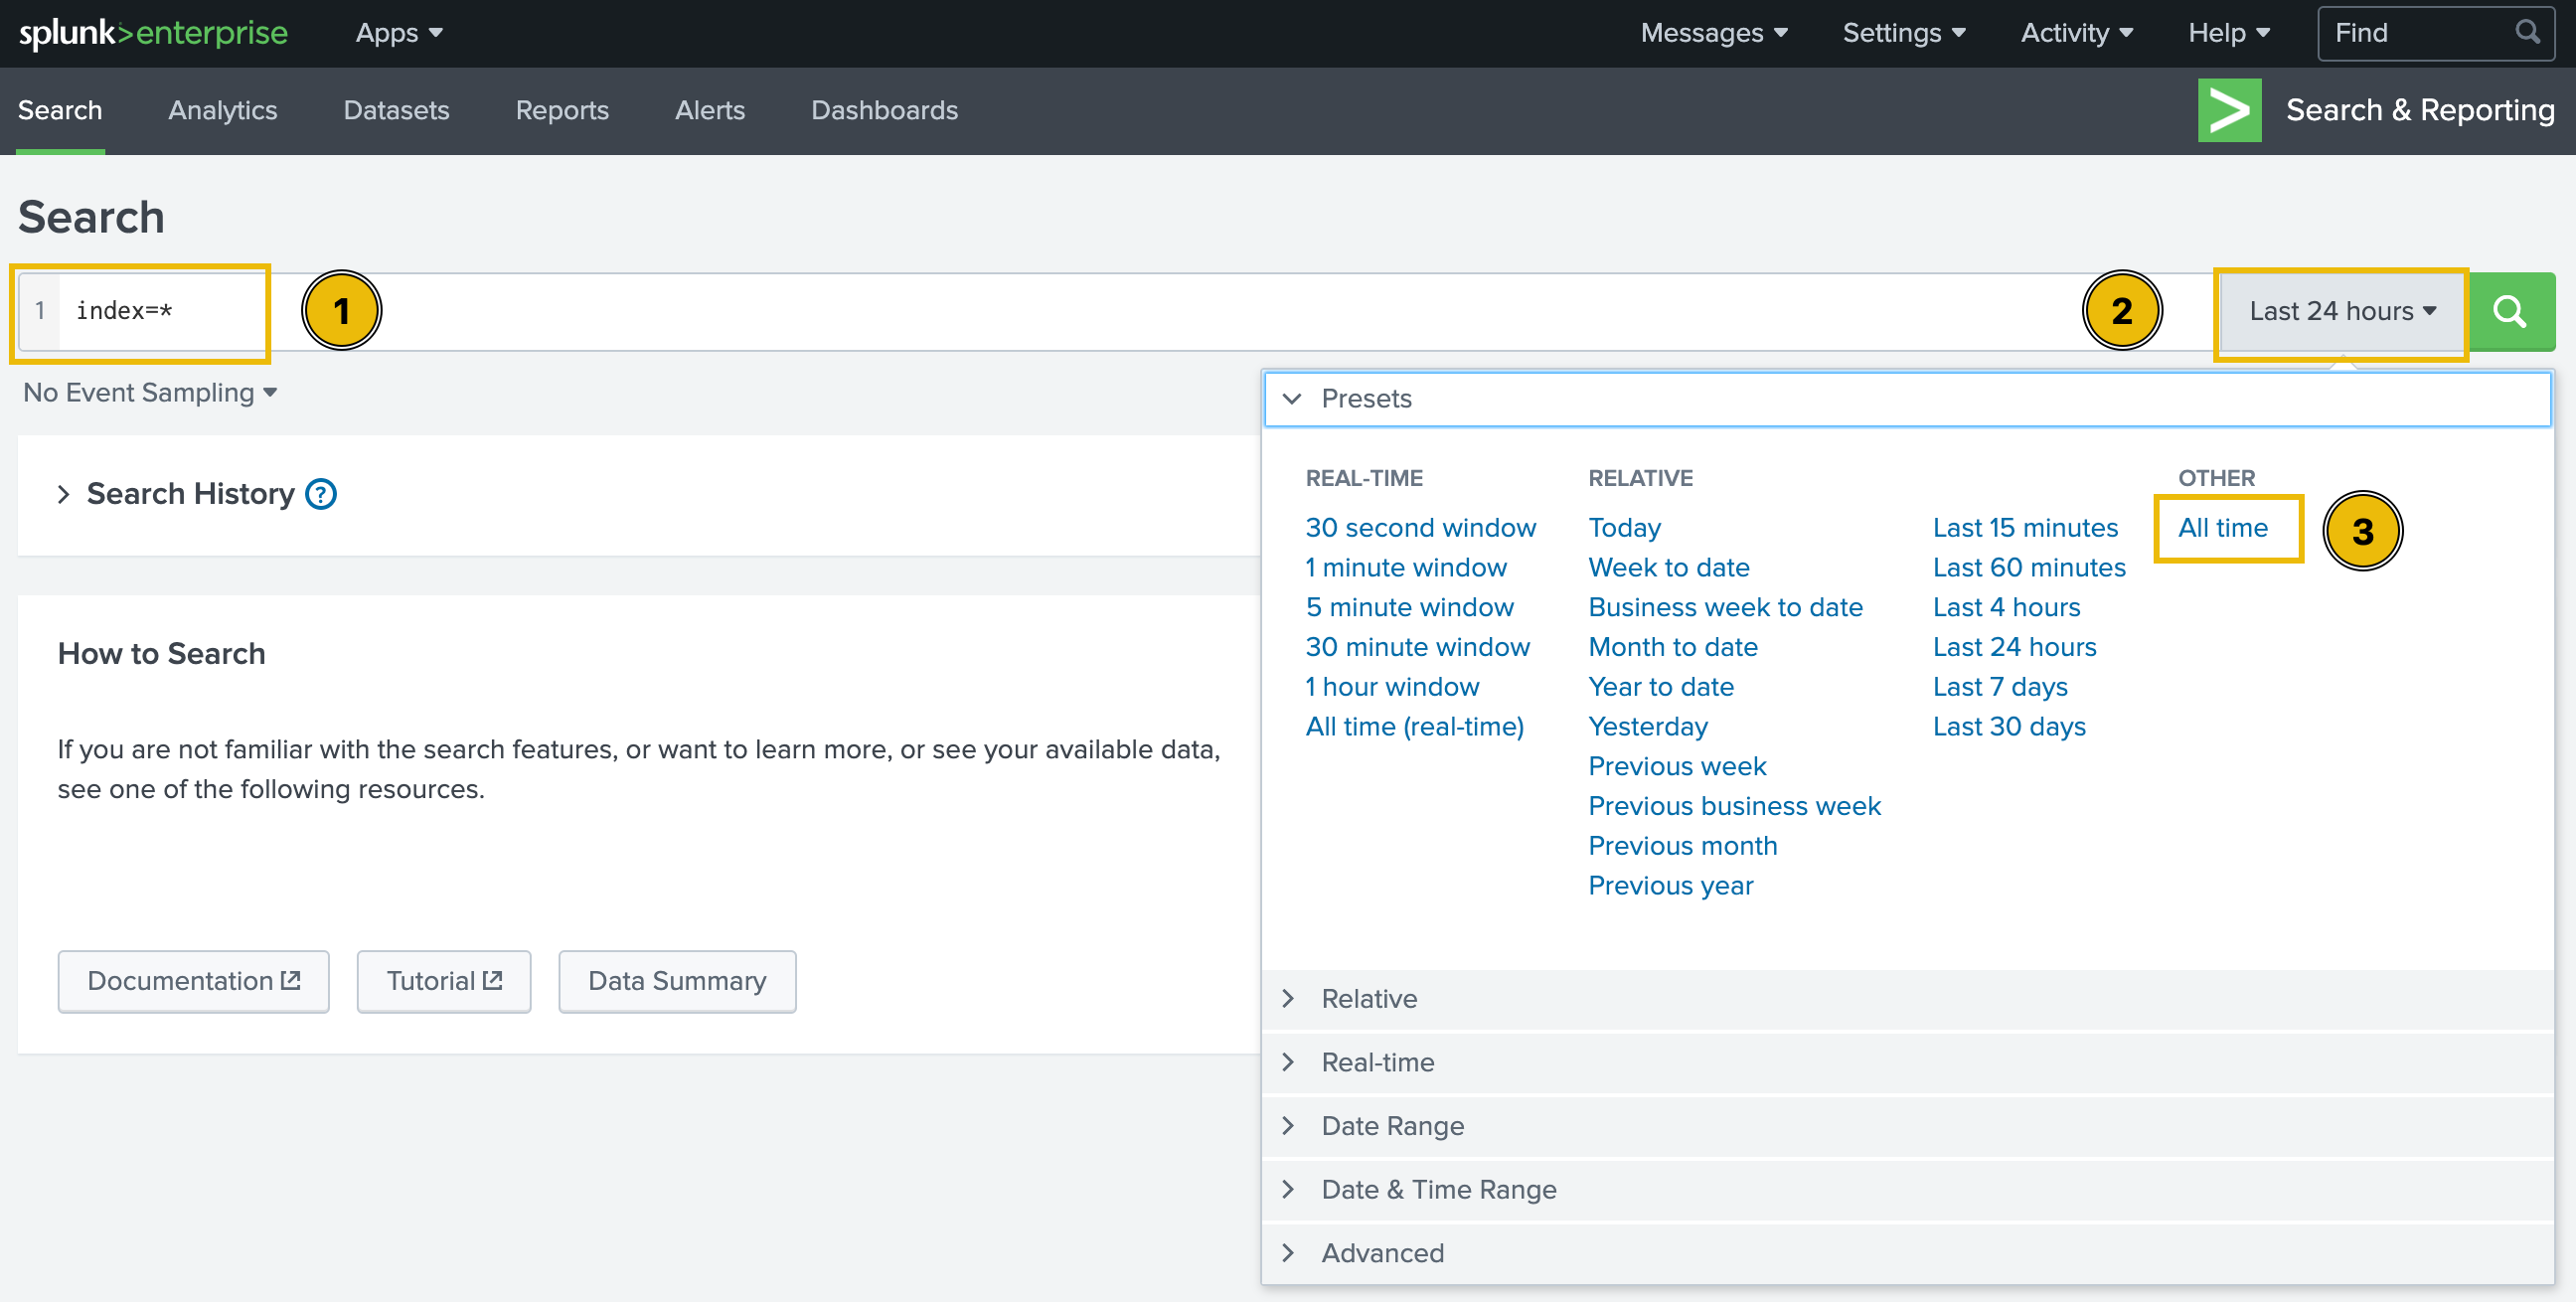 splunk>enterprise Apps Messages Settings Activity Help Find
Search Analytics Datasets Reports Alerts Dashboards Search & Reporting
Search
1 index=* 1 2 Last 24 hours
No Event Sampling
Presets
Search History ?
REAL-TIME
30 second window
1 minute window
5 minute window
30 minute window
1 hour window
All time (real-time)
RELATIVE
Today
Week to date
Business week to date
Month to date
Year to date
Yesterday
Previous week
Previous business week
Previous month
Previous year
Last 15 minutes
Last 60 minutes
Last 4 hours
Last 24 hours
Last 7 days
Last 30 days
OTHER
All time 3
How to Search
If you are not familiar with the search features, or want to learn more, or see your available data,
see one of the following resources.
Documentation Tutorial Data Summary
Relative
Real-time
Date Range
Date & Time Range
Advanced